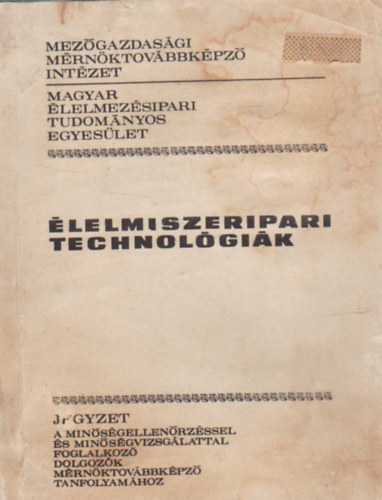 MEZŐGAZDASÁGI
MÉRNÖKTOVÁBBKÉPZŐ
INTÉZET
MAGYAR
ÉLELMEZÉSIPARI
TUDOMÁNYOS
EGYESÜLET
ÉLELMISZERIPARI
TECHNOLÓGIÁK
A MINŐSÉGELLENŐRZÉSSEL
ÉS MINŐSÉGVIZSGÁLATTAL
FOGLALKOZÓ
DOLGOZÓK
MÉRNÖKTOVÁBBKÉPZŐ
TANFOLYAMÁHOZ